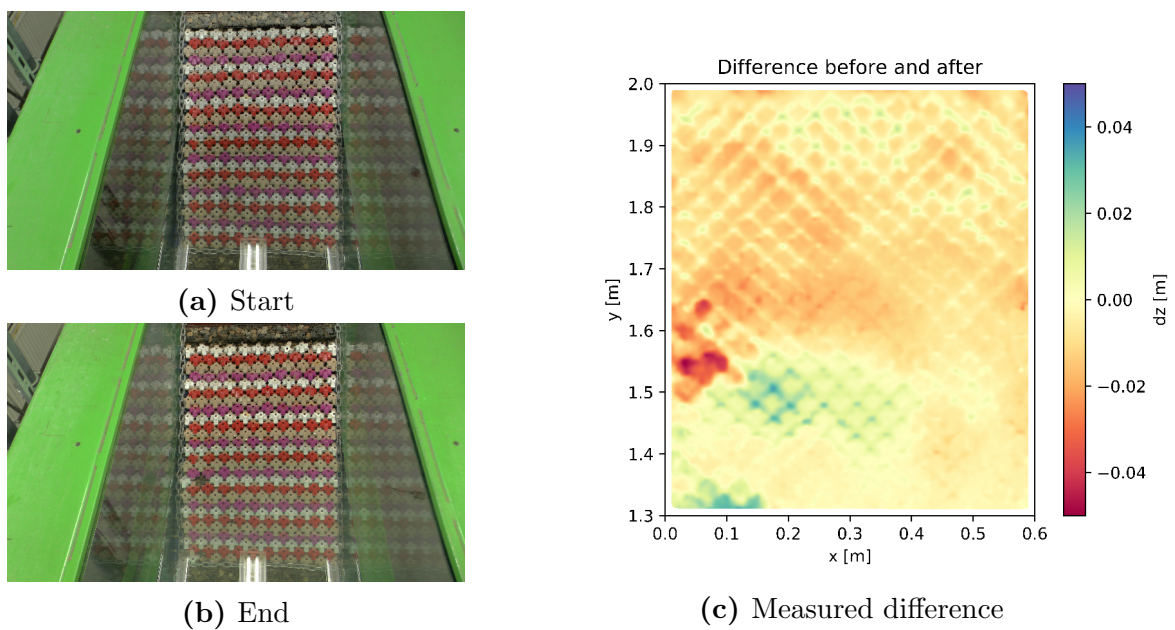 (a) Start
(b) End
Difference before and after
2.0
1.9
1.8
1.7
1.6
1.5
1.4
1.3
y [m]
0.0 0.1 0.2 0.3 0.4 0.5 0.6
x [m]
0.04
0.02
0.00
−0.02
−0.04
dz [m]
(c) Measured difference